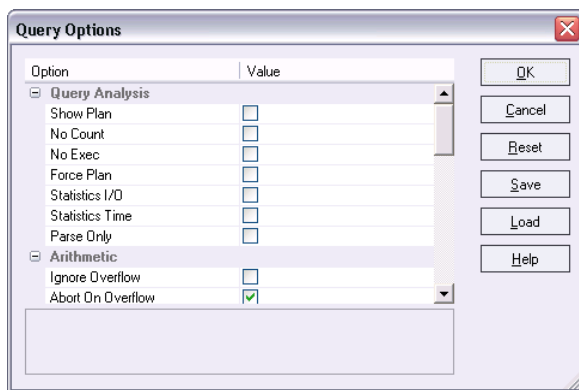 Query Options
Option Value
Query Analysis
Show Plan
No Count
No Exec
Force Plan
Statistics I/O
Statistics Time
Parse Only
Arithmetic
Ignore Overflow
Abort On Overflow
OK
Cancel
Reset
Save
Load
Help